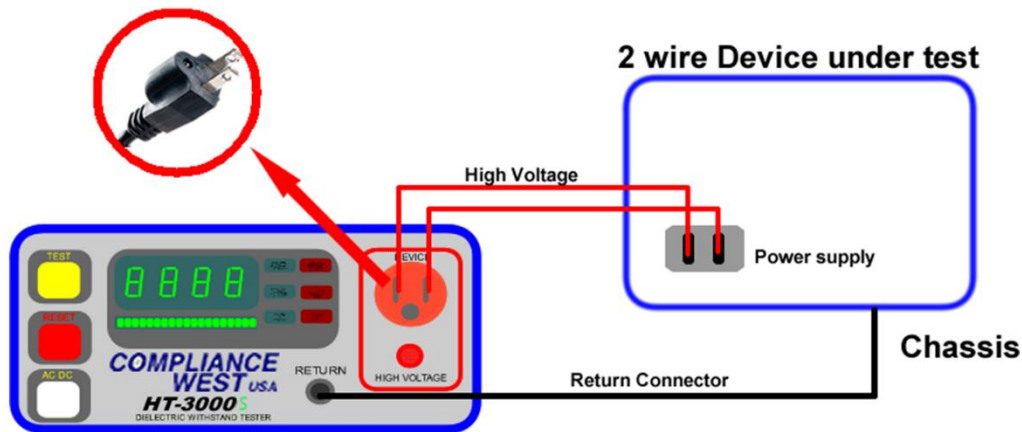 2 wire Device under test
High Voltage
Power supply
Chassis
Return Connector
TEST
RESET
AC DC
8888
DEVICE
HIGH VOLTAGE
RETURN
COMPLIANCE
WEST USA
HT-3000S
DIELECTRIC WITHSTAND TESTER